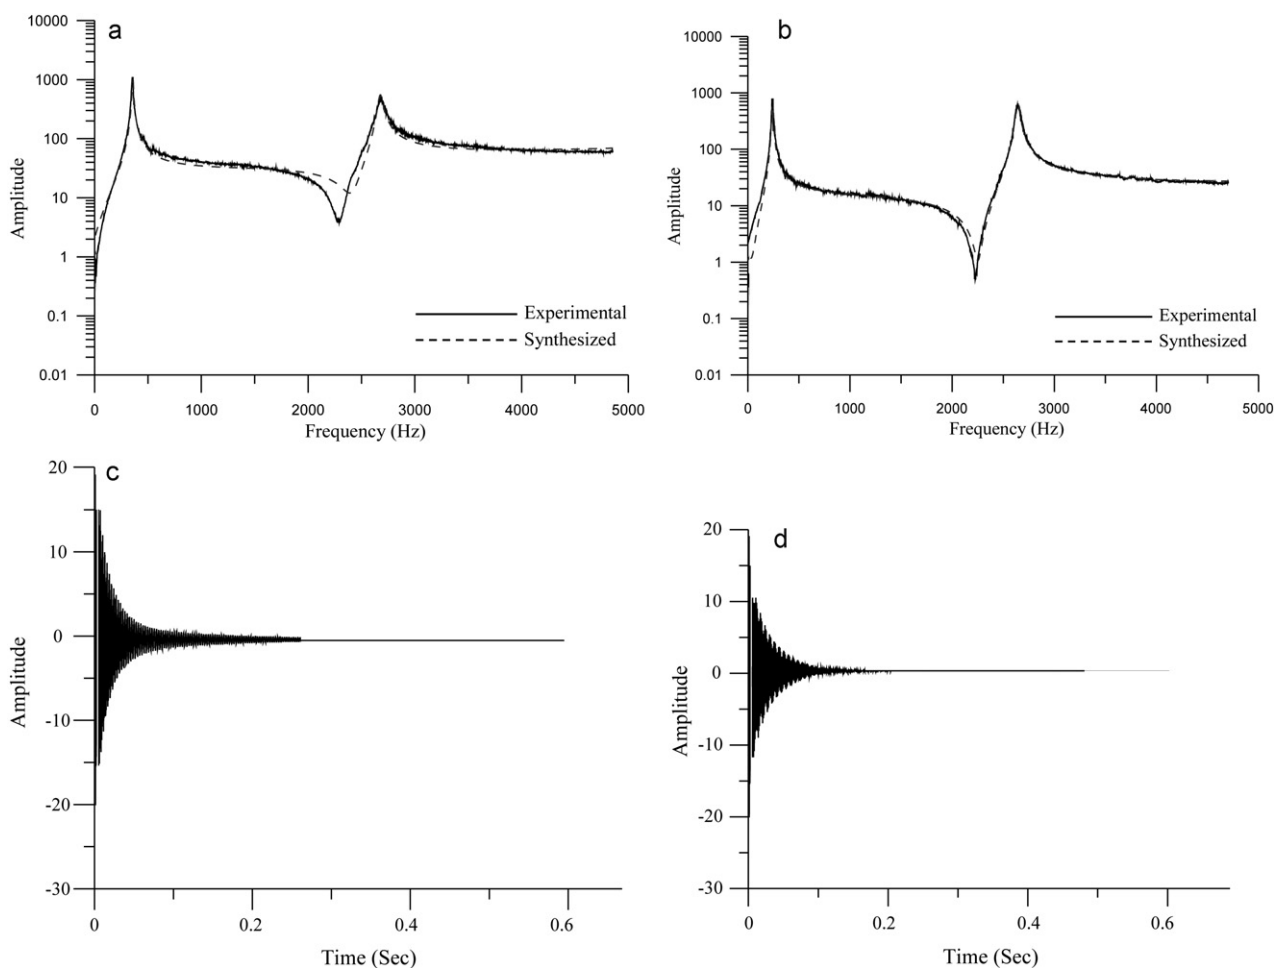 a
10000
1000
100
10
1
0.1
0.01
Amplitude
Experimental
Synthesized
0 1000 2000 3000 4000 5000
Frequency (Hz)
b
10000
1000
100
10
1
0.1
0.01
Amplitude
Experimental
Synthesized
0 1000 2000 3000 4000 5000
Frequency (Hz)
c
20
10
0
-10
-20
-30
Amplitude
0 0.2 0.4 0.6
Time (Sec)
d
20
10
0
-10
-20
-30
Amplitude
0 0.2 0.4 0.6
Time (Sec)